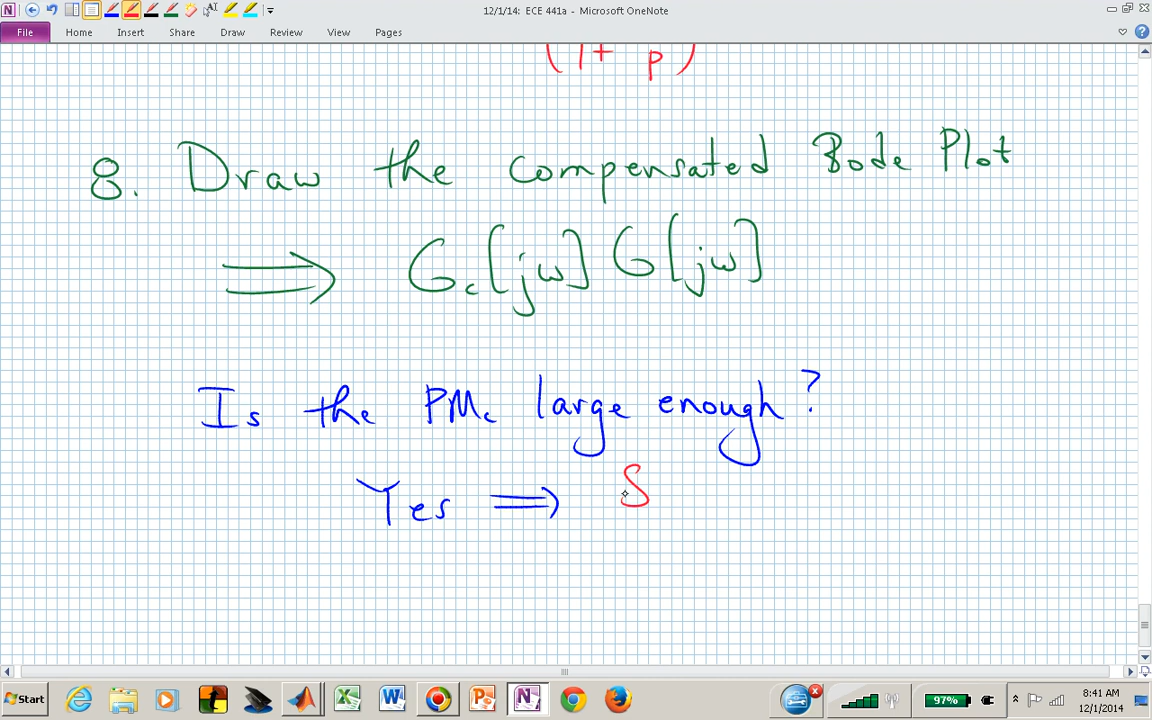 12/1/14: ECE 441a - Microsoft OneNote
File Home Insert Share Draw Review View Pages
(1+ p)
8. Draw the compensated Bode Plot
⟹ Gc[jω] G[jω]
Is the PMc large enough?
Yes ⟹ S
Start
97%
8:41 AM
12/1/2014